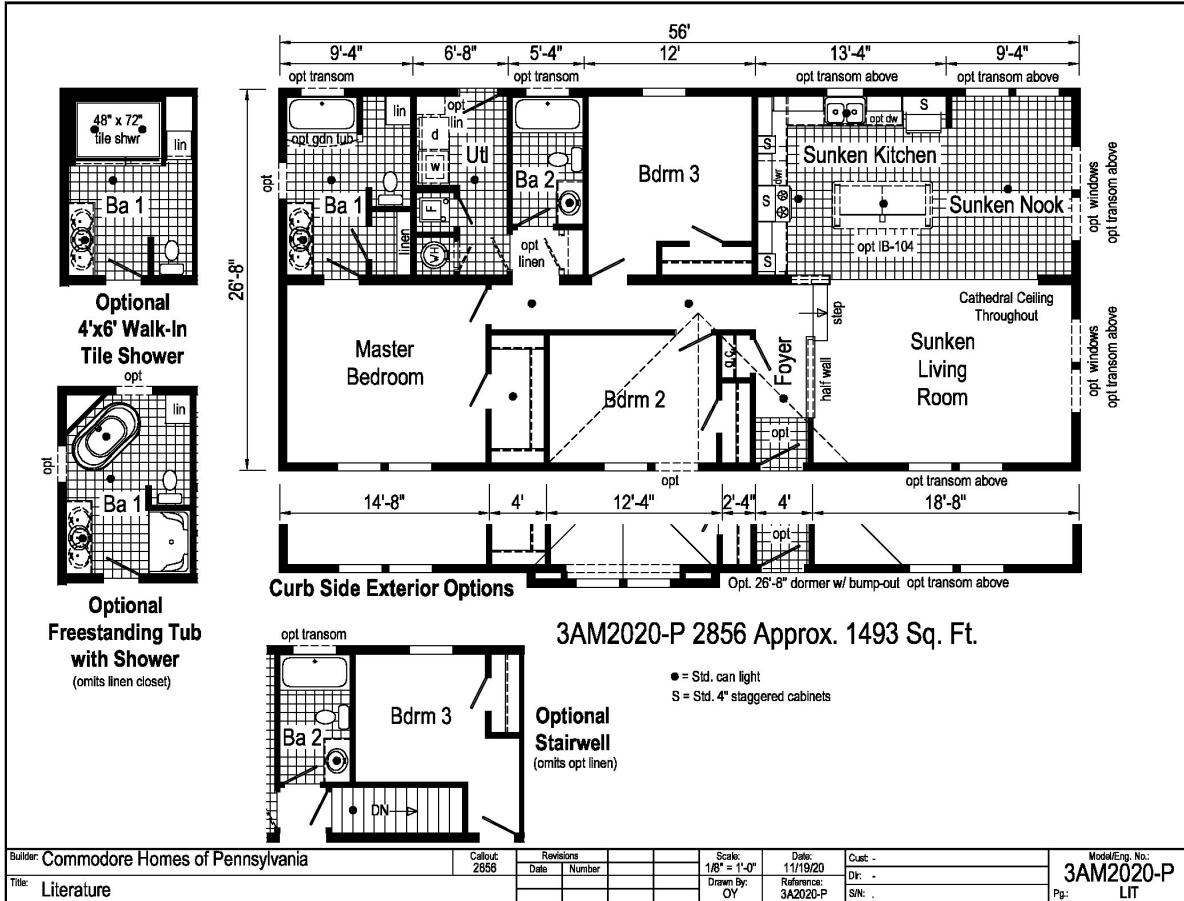 56'
9'-4"
6'-8"
5'-4"
12'
13'-4"
9'-4"
opt transom
opt transom
opt transom above
opt transom above
48" x 72"
tile shwr
lin
Ba 1
Optional
4'x6' Walk-In
Tile Shower
26'-8"
opt
opt gdn tub
lin
Ba 1
linen
opt
lin
d
w
Utl
F
WH
Ba 2
opt
linen
Bdrm 3
S
S
S
S
dwr
opt dw
Sunken Kitchen
Sunken Nook
opt IB-104
opt windows
opt transom above
Master
Bedroom
Bdrm 2
g.c.
Foyer
half wall
step
Cathedral Ceiling
Throughout
Sunken
Living
Room
opt windows
opt transom above
opt
opt
opt transom above
opt
opt
lin
Ba 1
Optional
Freestanding Tub
with Shower
(omits linen closet)
14'-8"
4'
12'-4"
2'-4"
4'
18'-8"
opt
Curb Side Exterior Options
Opt. 26'-8" dormer w/ bump-out
opt transom above
3AM2020-P 2856 Approx. 1493 Sq. Ft.
● = Std. can light
S = Std. 4" staggered cabinets
opt transom
Ba 2
Bdrm 3
DN
Optional
Stairwell
(omits opt linen)
Builder: Commodore Homes of Pennsylvania
Title: Literature
Callout:
2856
Revisions
Date Number
Scale:
1/8" = 1'-0"
Drawn By:
OY
Date:
11/19/20
Reference:
3A2020-P
Cust: -
Dir: -
S/N: .
Model/Eng. No.:
3AM2020-P
Pg.: LIT